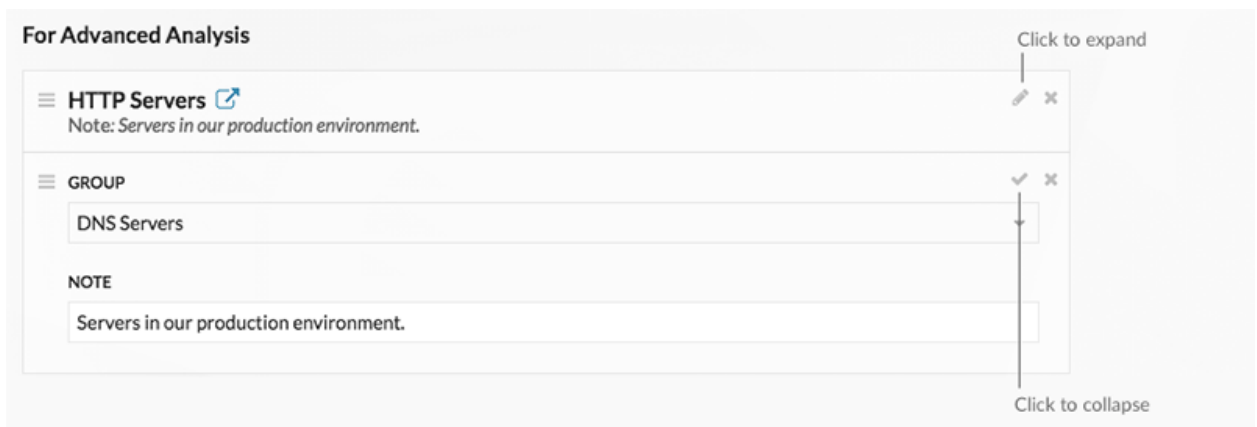 For Advanced Analysis
Click to expand
HTTP Servers
Note: Servers in our production environment.
GROUP
DNS Servers
NOTE
Servers in our production environment.
Click to collapse